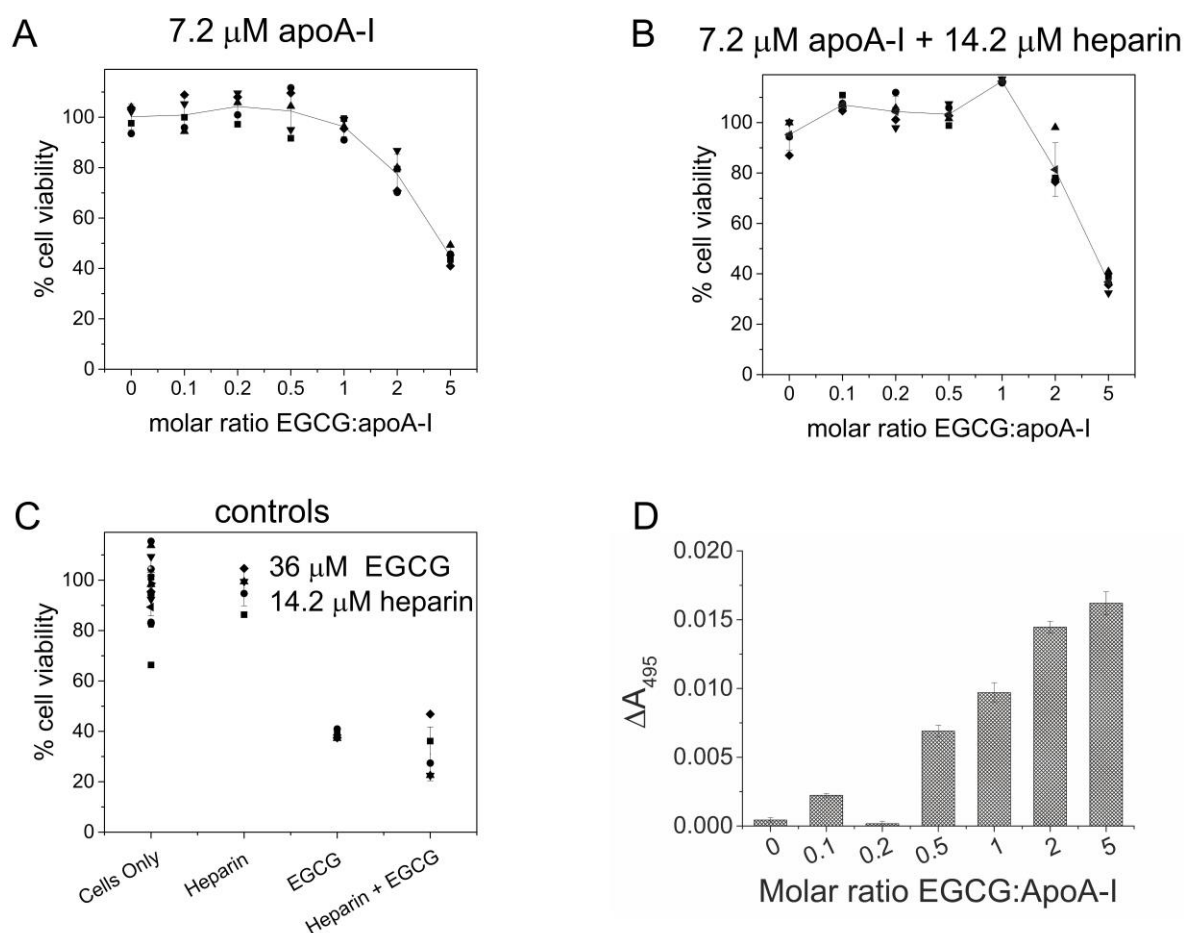 A
7.2 μM apoA-I
% cell viability
100
80
60
40
20
0
0 0.1 0.2 0.5 1 2 5
molar ratio EGCG:apoA-I
B
7.2 μM apoA-I + 14.2 μM heparin
% cell viability
100
80
60
40
20
0
0 0.1 0.2 0.5 1 2 5
molar ratio EGCG:apoA-I
C
controls
36 μM EGCG
14.2 μM heparin
% cell viability
100
80
60
40
20
0
Cells Only Heparin EGCG Heparin + EGCG
D
ΔA495
0.020
0.015
0.010
0.005
0.000
0 0.1 0.2 0.5 1 2 5
Molar ratio EGCG:ApoA-I